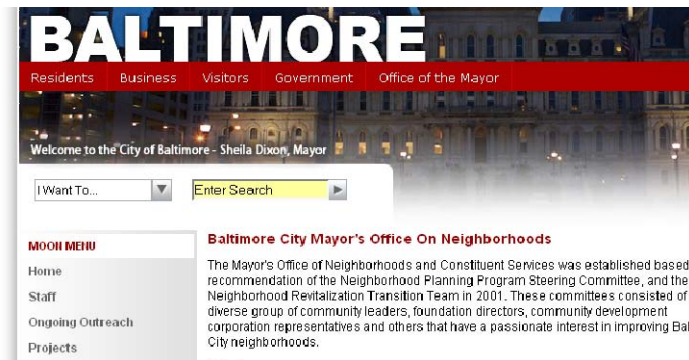 BALTIMORE
Residents Business Visitors Government Office of the Mayor
Welcome to the City of Baltimore - Sheila Dixon, Mayor
I Want To... Enter Search
MOON MENU
Home
Staff
Ongoing Outreach
Projects
Baltimore City Mayor's Office On Neighborhoods
The Mayor's Office of Neighborhoods and Constituent Services was established based
recommendation of the Neighborhood Planning Program Steering Committee, and the
Neighborhood Revitalization Transition Team in 2001. These committees consisted of
diverse group of community leaders, foundation directors, community development
corporation representatives and others that have a passionate interest in improving Bal
City neighborhoods.